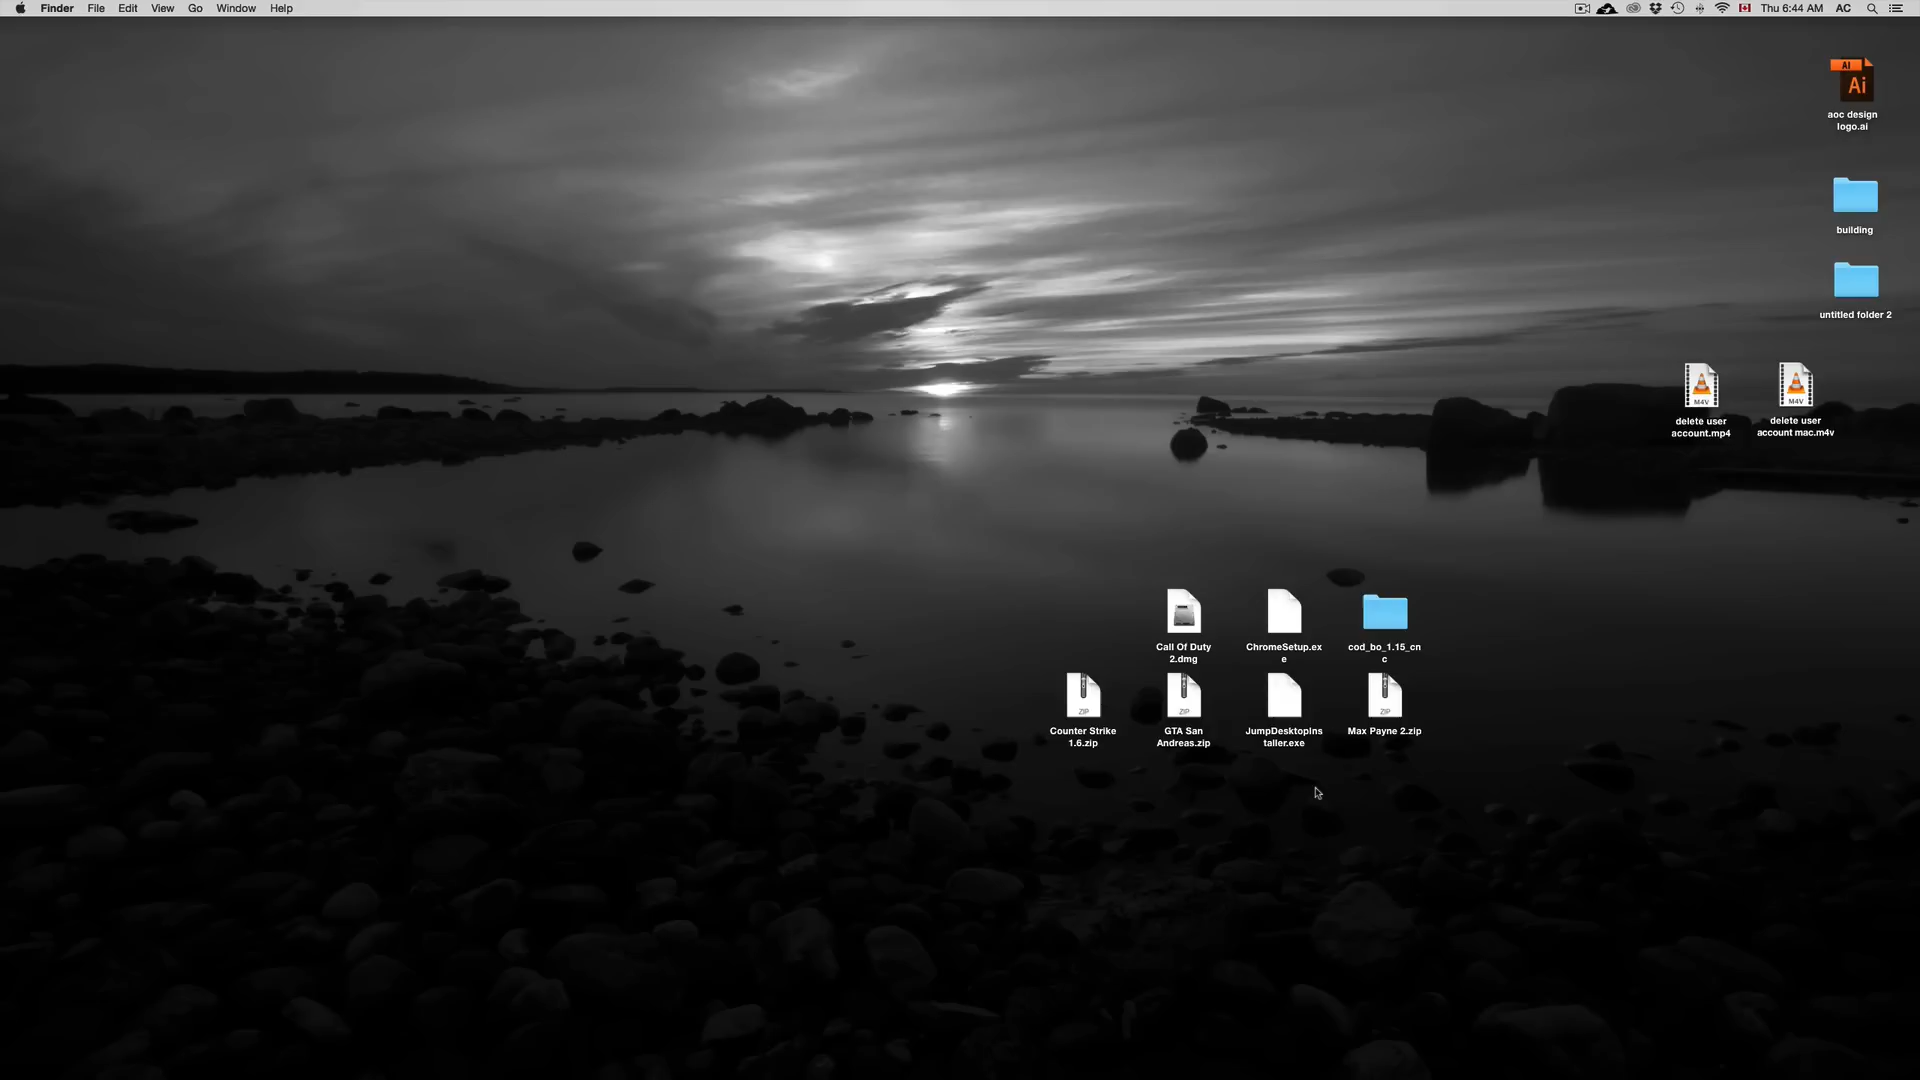 Finder File Edit View Go Window Help Thu 6:44 AM AC
AI
Ai
aoc design
logo.ai
building
untitled folder 2
M4V M4V
delete user
account.mp4
delete user
account mac.m4v
Call Of Duty
2.dmg
ChromeSetup.ex
e
cod_bo_1.15_cn
c
ZIP ZIP ZIP
Counter Strike
1.6.zip
GTA San
Andreas.zip
JumpDesktopIns
taller.exe
Max Payne 2.zip